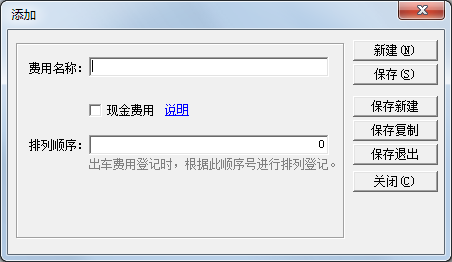 添加
费用名称：
现金费用 说明
排列顺序： 0
出车费用登记时，根据此顺序号进行排列登记。
新建(N)
保存(S)
保存新建
保存复制
保存退出
关闭(C)